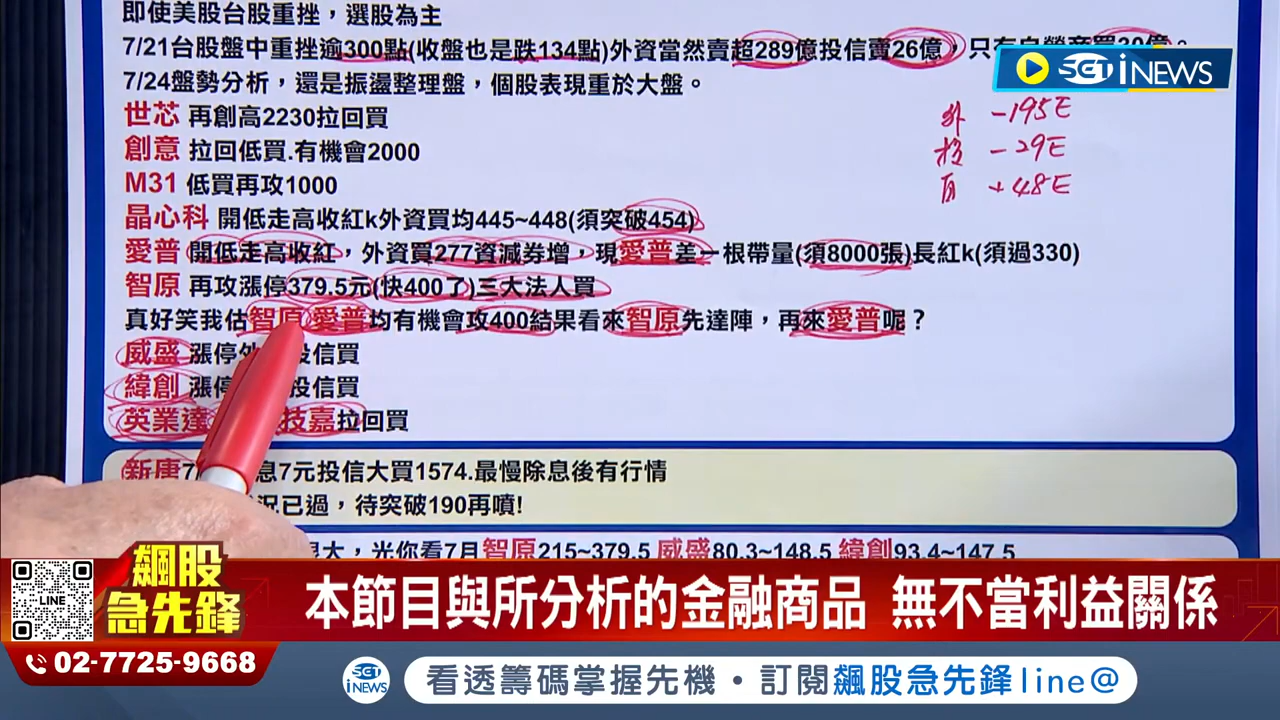 即使美股台股重挫，選股為主
7/21台股盤中重挫逾300點(收盤也是跌134點)外資當然賣超289億投信賣26億，只有自營商買30億。
7/24盤勢分析，還是振盪整理盤，個股表現重於大盤。
SET iNEWS
世芯 再創高2230拉回買
外 -195E
創意 拉回低買.有機會2000
投 -29E
M31 低買再攻1000
自 +48E
晶心科 開低走高收紅k外資買均445~448(須突破454)
愛普 開低走高收紅，外資買277資減券增，現愛普差一根帶量(須8000張)長紅k(須過330)
智原 再攻漲停379.5元(快400了)三大法人買
真好笑我估智原 愛普均有機會攻400結果看來智原先達陣，再來愛普呢？
威盛 漲停外 投信買
緯創 漲停 投信買
英業達 技嘉拉回買
新唐7/ 息7元投信大買1574.最慢除息後有行情
況已過，待突破190再噴!
大，光你看7月智原215~379.5 威盛80.3~148.5 緯創93.4~147.5
LINE
飆股
急先鋒
本節目與所分析的金融商品 無不當利益關係
02-7725-9668
SET iNEWS
看透籌碼掌握先機・訂閱飆股急先鋒line@